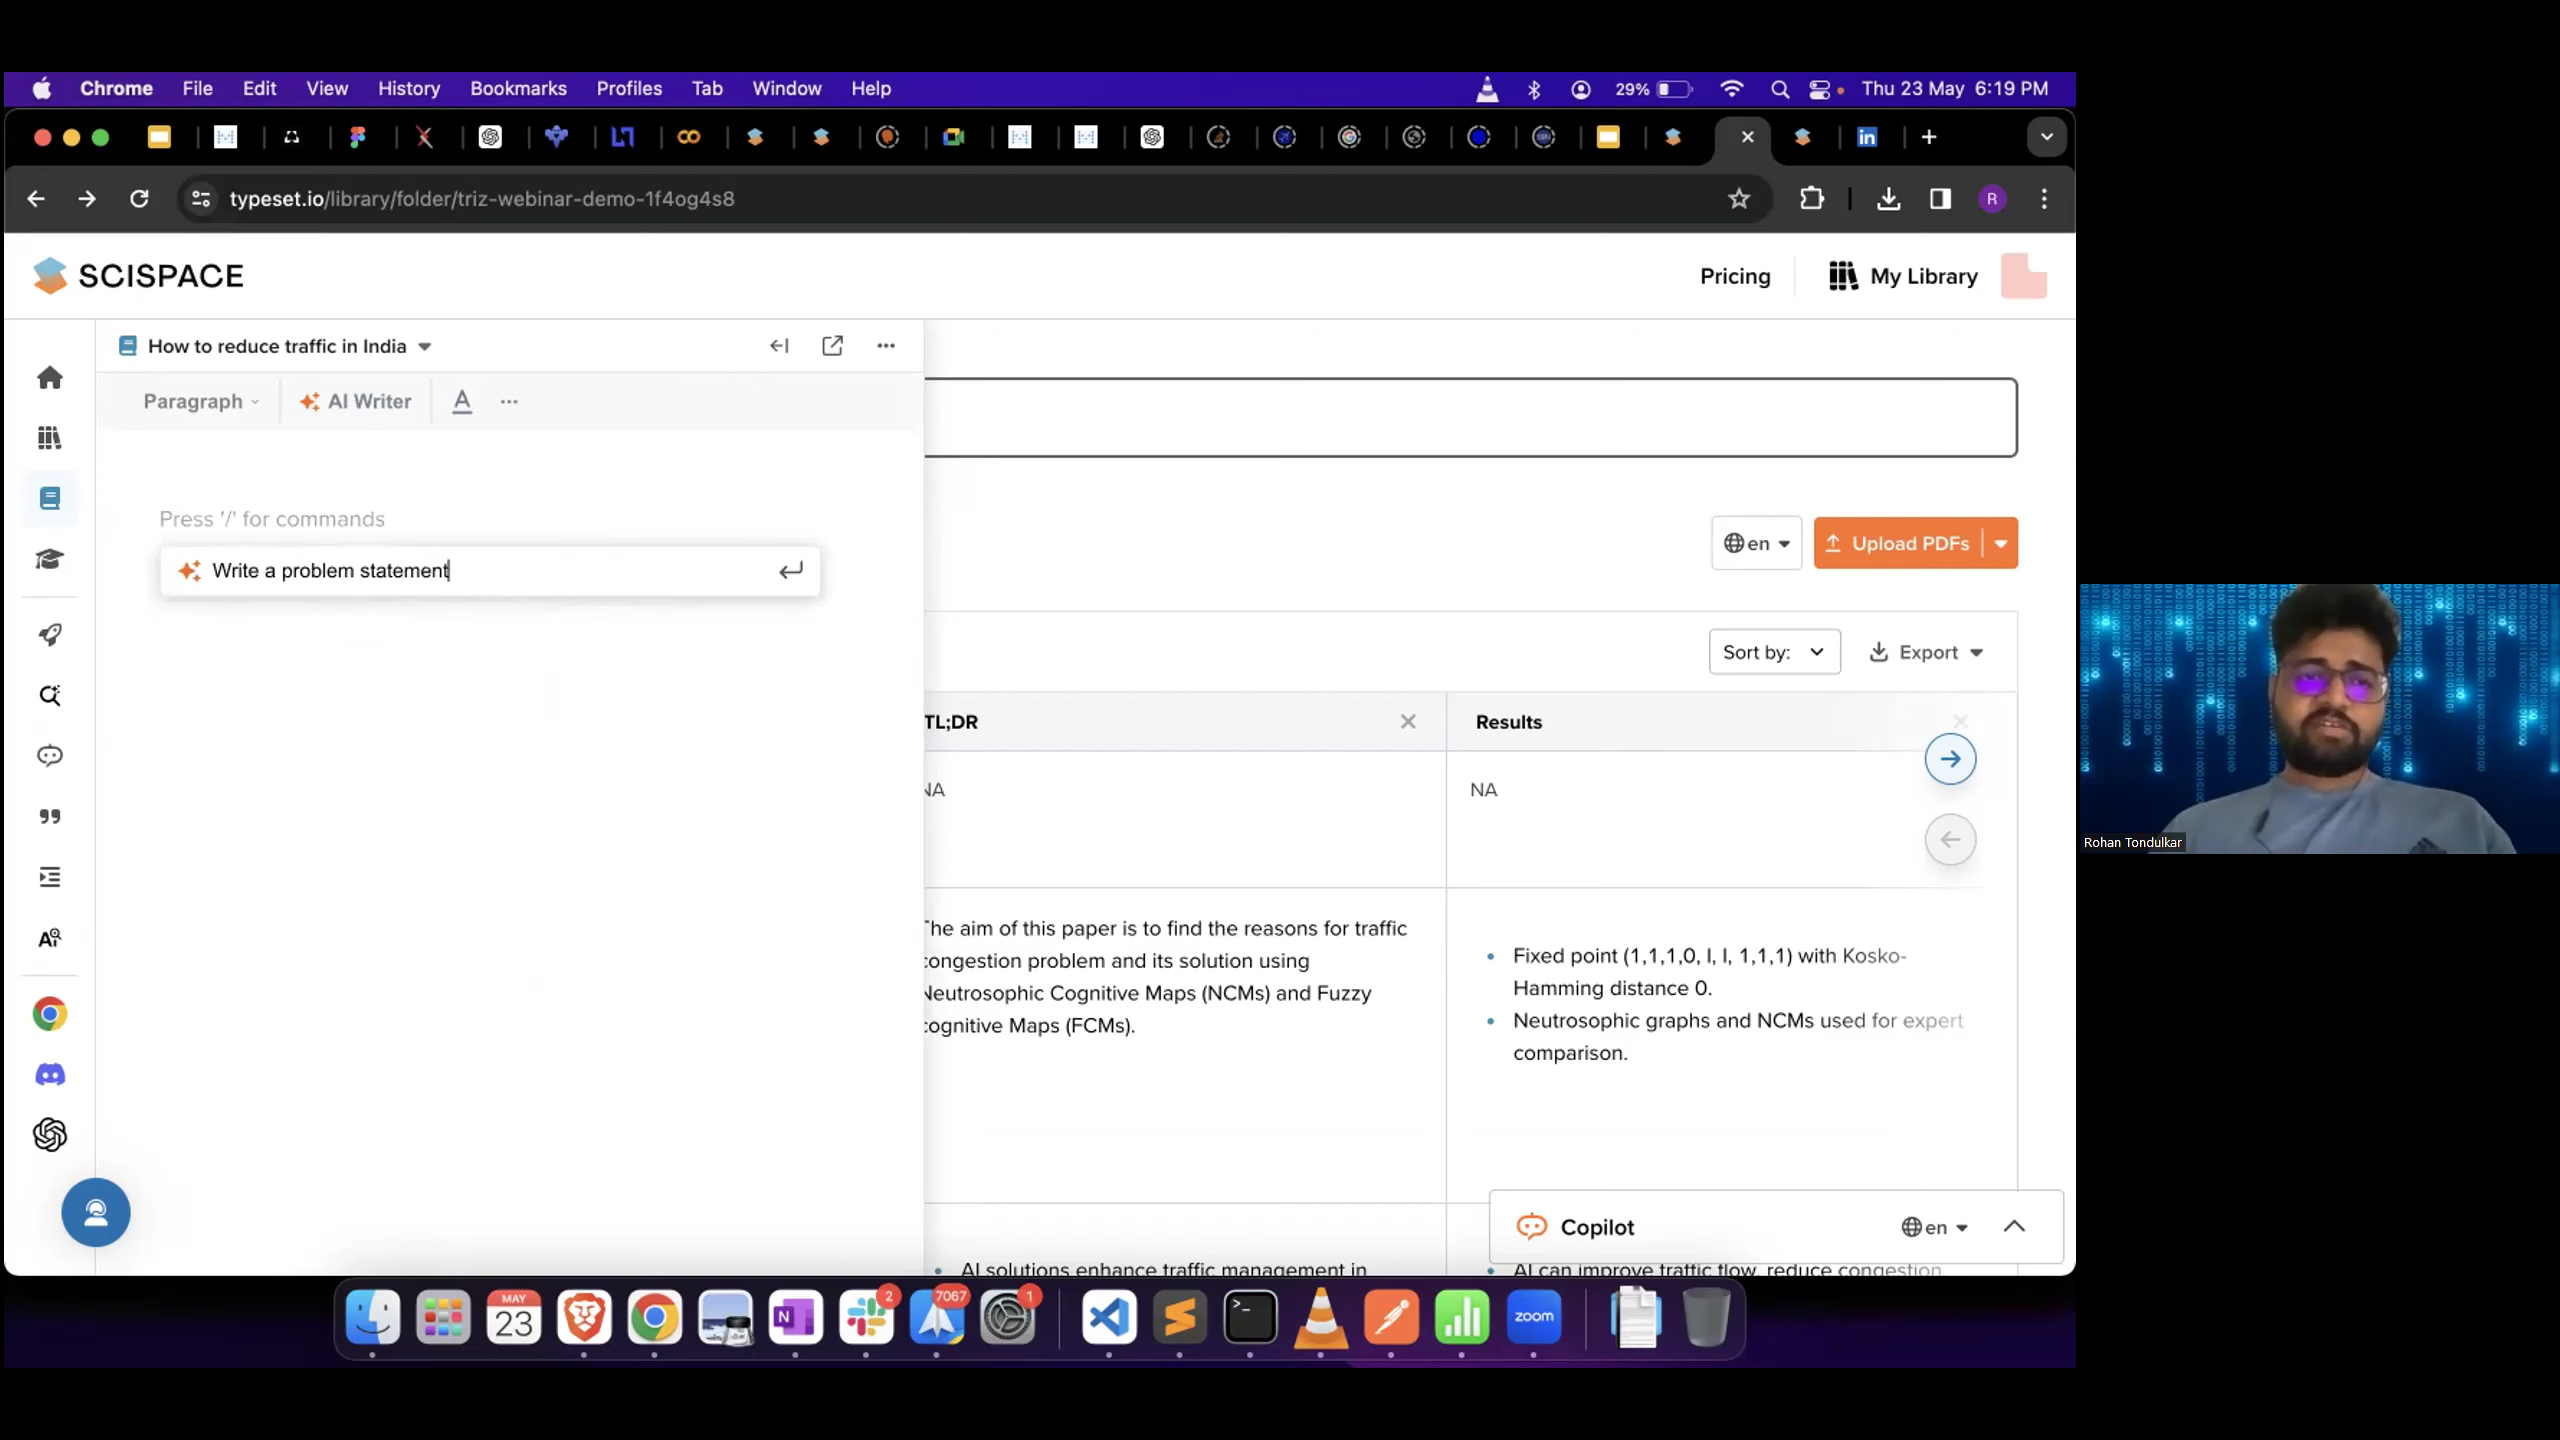 Chrome File Edit View History Bookmarks Profiles Tab Window Help
29% Thu 23 May 6:19 PM
typeset.io/library/folder/triz-webinar-demo-1f4og4s8
R
SCISPACE
Pricing
My Library
How to reduce traffic in India
Paragraph
AI Writer
A
Press '/' for commands
Write a problem statement
en
Upload PDFs
Sort by:
Export
TL;DR
Results
NA
NA
The aim of this paper is to find the reasons for traffic
congestion problem and its solution using
Neutrosophic Cognitive Maps (NCMs) and Fuzzy
cognitive Maps (FCMs).
Fixed point (1,1,1,0, I, I, 1,1,1) with Kosko-
Hamming distance 0.
Neutrosophic graphs and NCMs used for expert
comparison.
Copilot
en
AI solutions enhance traffic management in
AI can improve traffic flow, reduce congestion
Rohan Tondulkar
MAY
23
2
7067
1
zoom